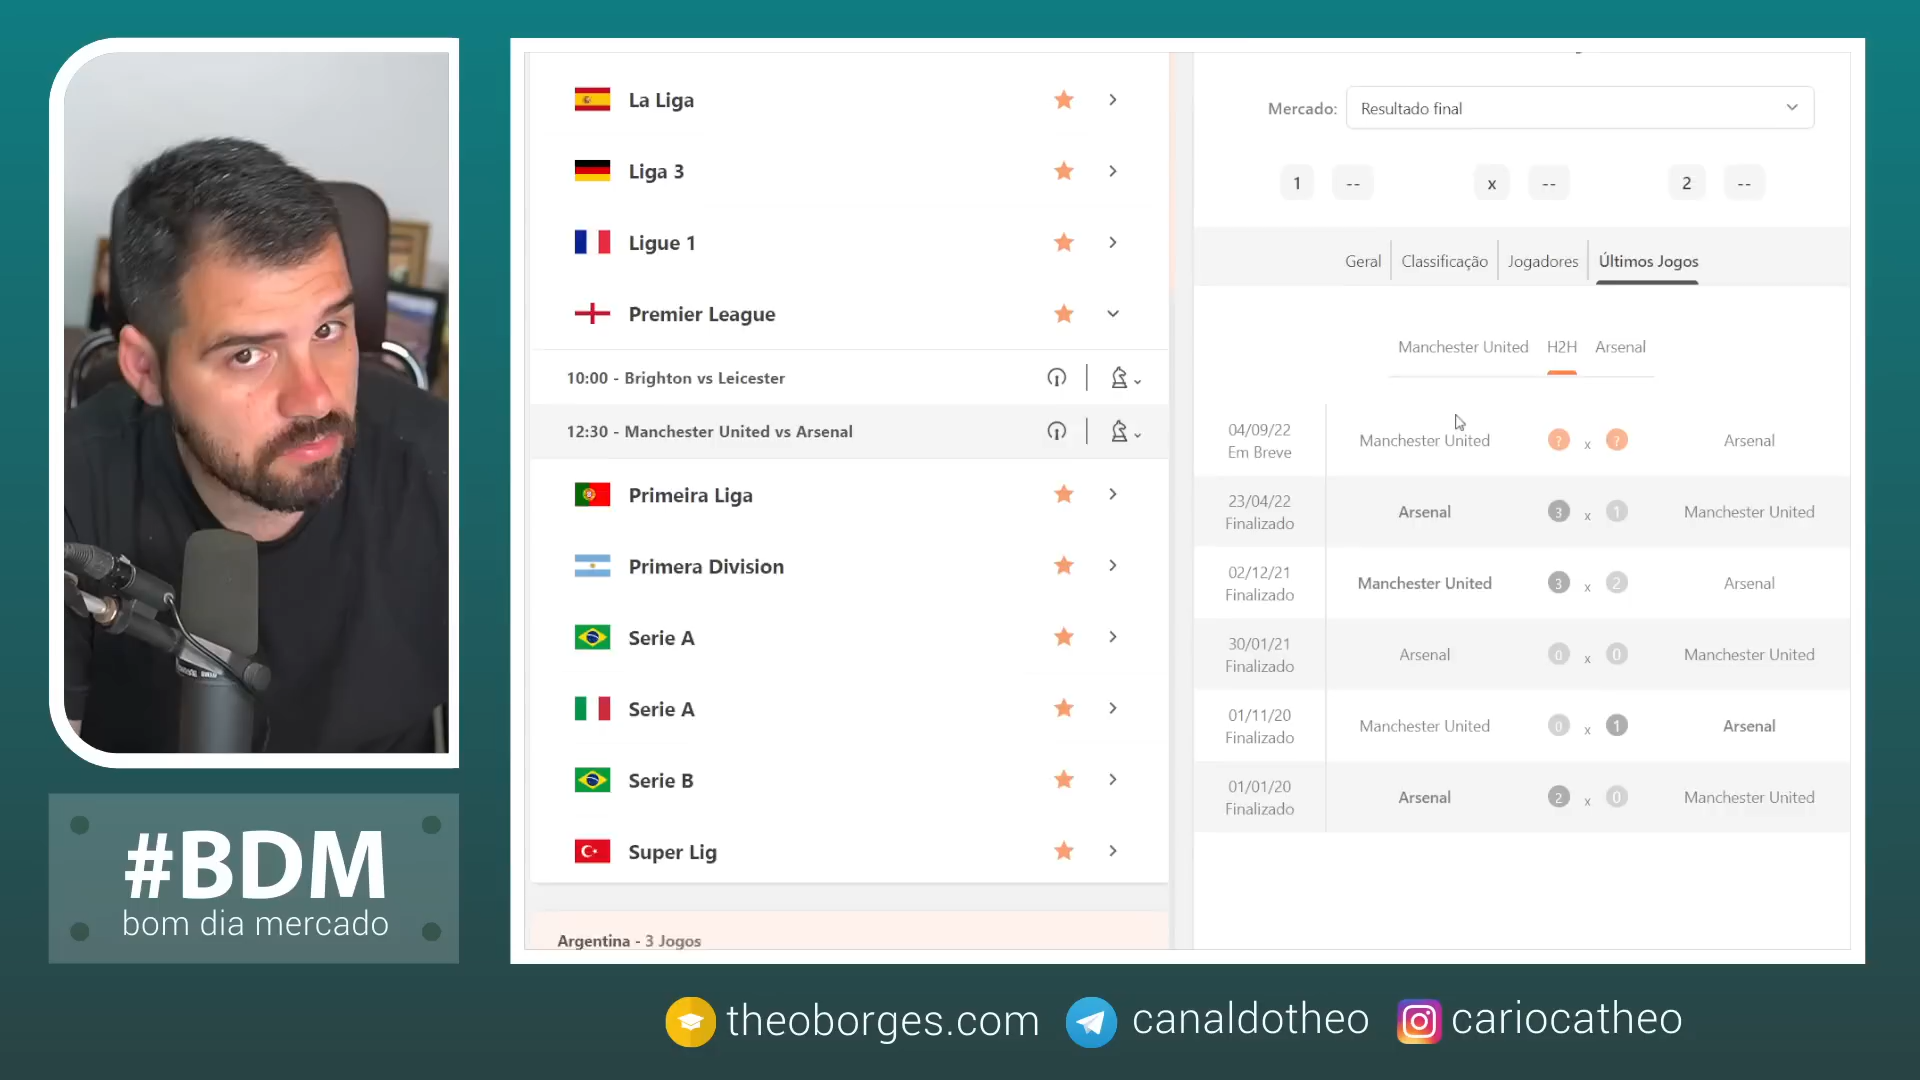 La Liga
Liga 3
Ligue 1
Premier League
10:00 - Brighton vs Leicester
12:30 - Manchester United vs Arsenal
Primeira Liga
Primera Division
Serie A
Serie A
Serie B
Super Lig
Argentina - 3 Jogos
Mercado: Resultado final
1 -- x -- 2 --
Geral Classificação Jogadores Últimos Jogos
Manchester United H2H Arsenal
04/09/22
Em Breve
Manchester United ? x ? Arsenal
23/04/22
Finalizado
Arsenal 3 x 1 Manchester United
02/12/21
Finalizado
Manchester United 3 x 2 Arsenal
30/01/21
Finalizado
Arsenal 0 x 0 Manchester United
01/11/20
Finalizado
Manchester United 0 x 1 Arsenal
01/01/20
Finalizado
Arsenal 2 x 0 Manchester United
#BDM
bom dia mercado
theoborges.com canaldotheo cariocatheo